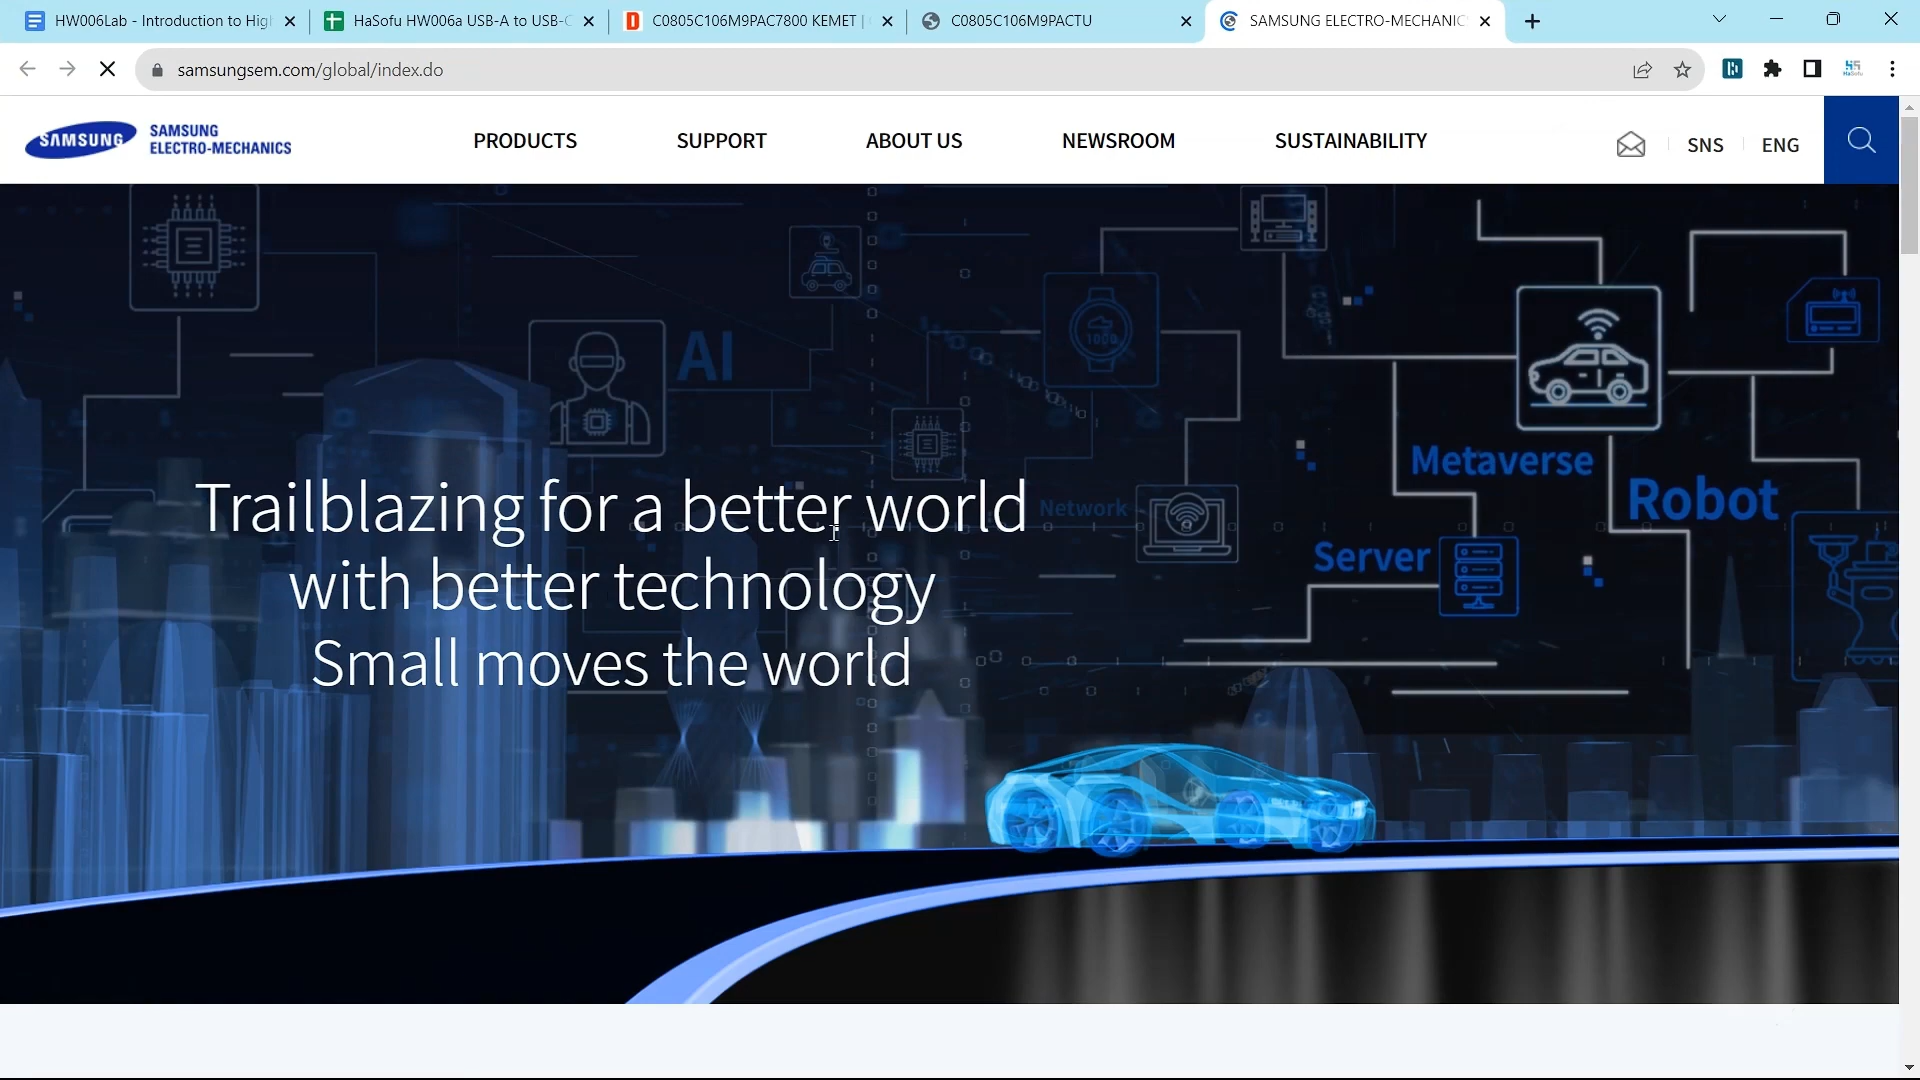 HW006Lab - Introduction to High
HaSofu HW006a USB-A to USB-C
C0805C106M9PAC7800 KEMET |
C0805C106M9PACTU
SAMSUNG ELECTRO-MECHANIC
samsungsem.com/global/index.do
SAMSUNG
SAMSUNG
ELECTRO-MECHANICS
PRODUCTS
SUPPORT
ABOUT US
NEWSROOM
SUSTAINABILITY
SNS
ENG
AI
1000
Metaverse
Robot
Network
Server
Trailblazing for a better world
with better technology
Small moves the world